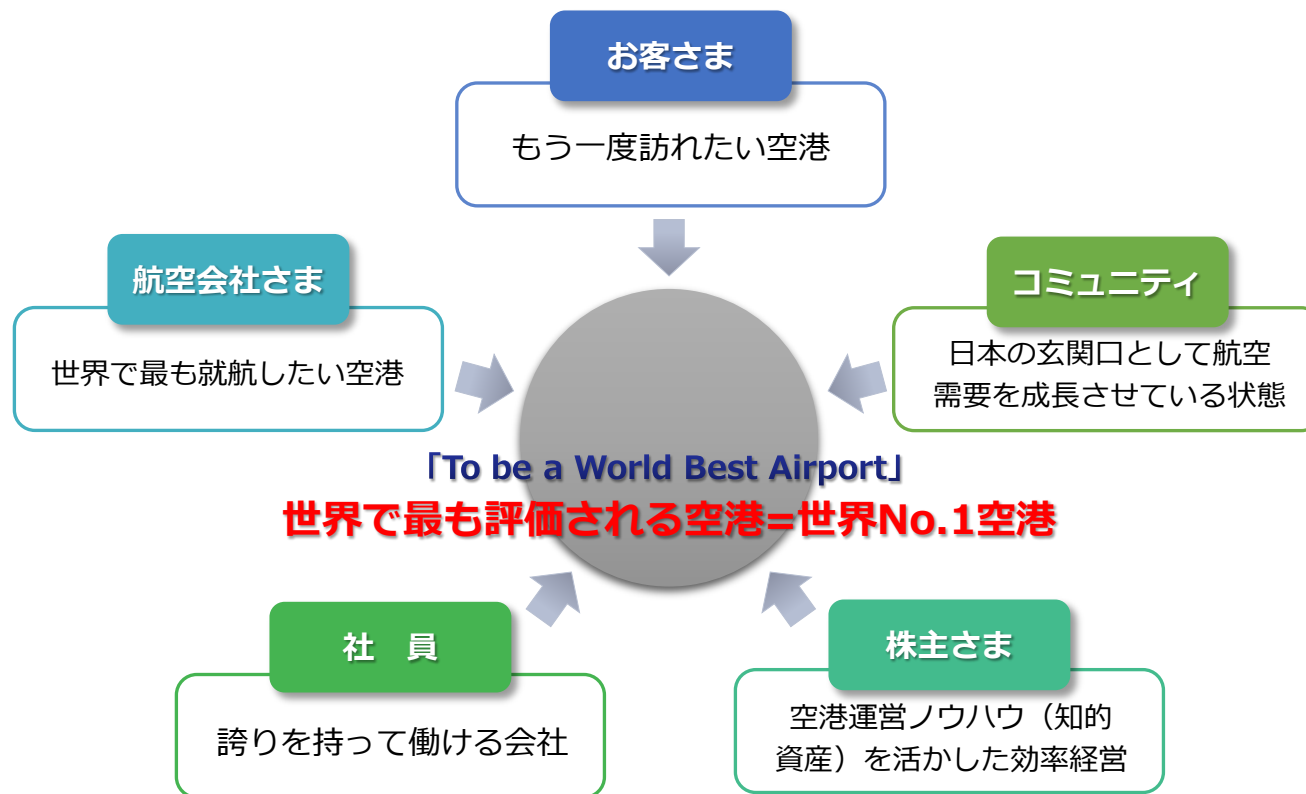 お客さま
もう一度訪れたい空港
航空会社さま
世界で最も就航したい空港
コミュニティ
日本の玄関口として航空
需要を成長させている状態
「To be a World Best Airport」
世界で最も評価される空港=世界No.1空港
社　員
誇りを持って働ける会社
株主さま
空港運営ノウハウ（知的
資産）を活かした効率経営